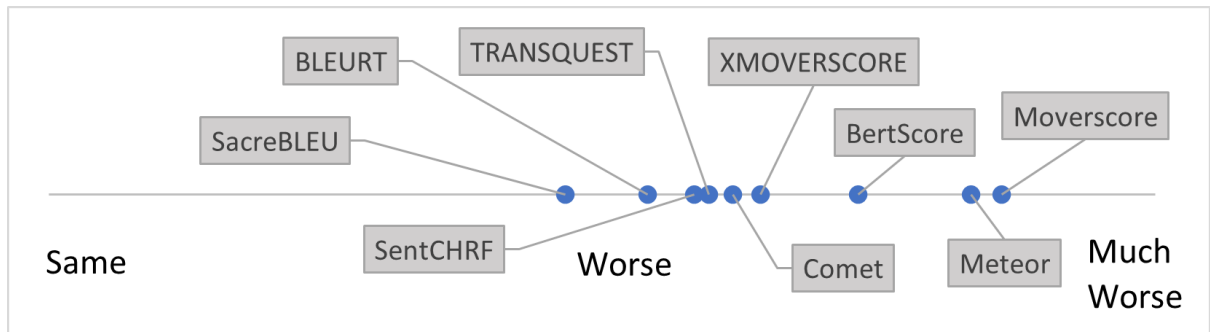 TRANSQUEST
XMOVERSCORE
BLEURT
Moverscore
BertScore
SacreBLEU
SentCHRF
Same
Worse
Comet
Meteor
Much
Worse